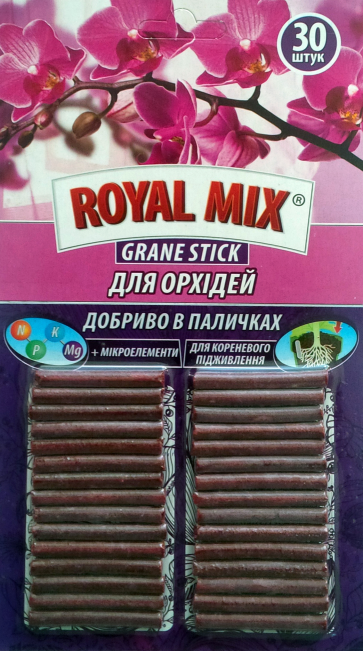 30
ШТУК
ROYAL MIX®
GRANE STICK
ДЛЯ ОРХІДЕЙ
ДОБРИВО В ПАЛИЧКАХ
N K
P Mg
+ МІКРОЕЛЕМЕНТИ
ДЛЯ КОРЕНЕВОГО
ПІДЖИВЛЕННЯ